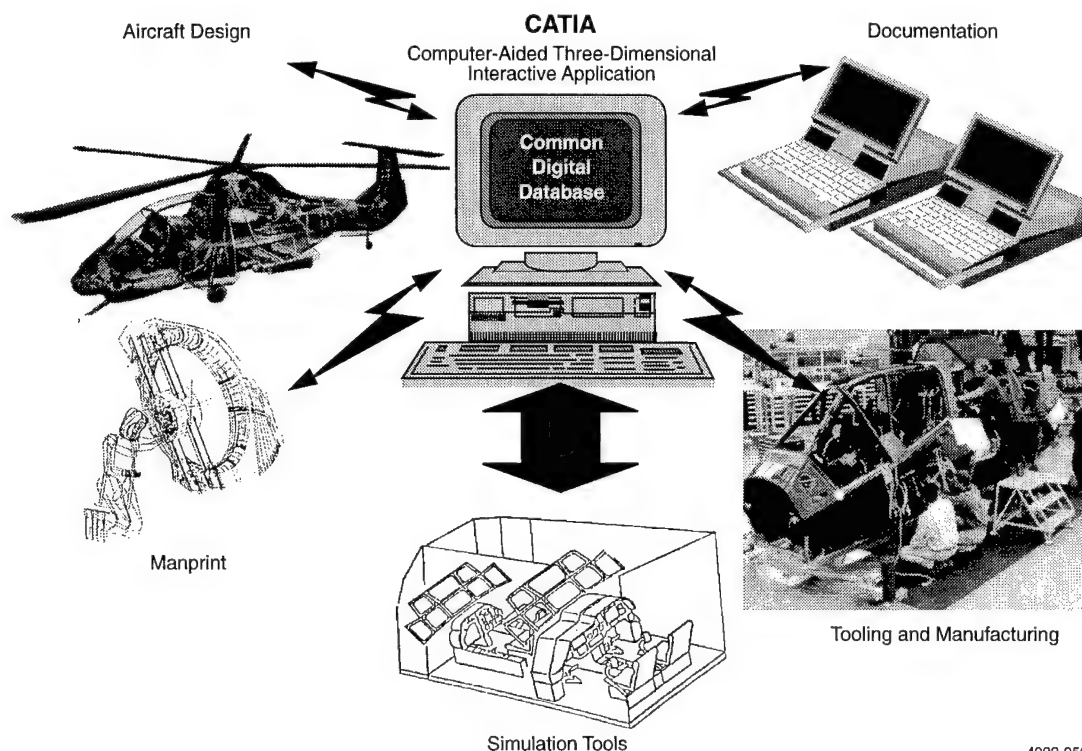 Aircraft Design
CATIA
Computer-Aided Three-Dimensional
Interactive Application
Documentation
Common
Digital
Database
Manprint
Tooling and Manufacturing
Simulation Tools